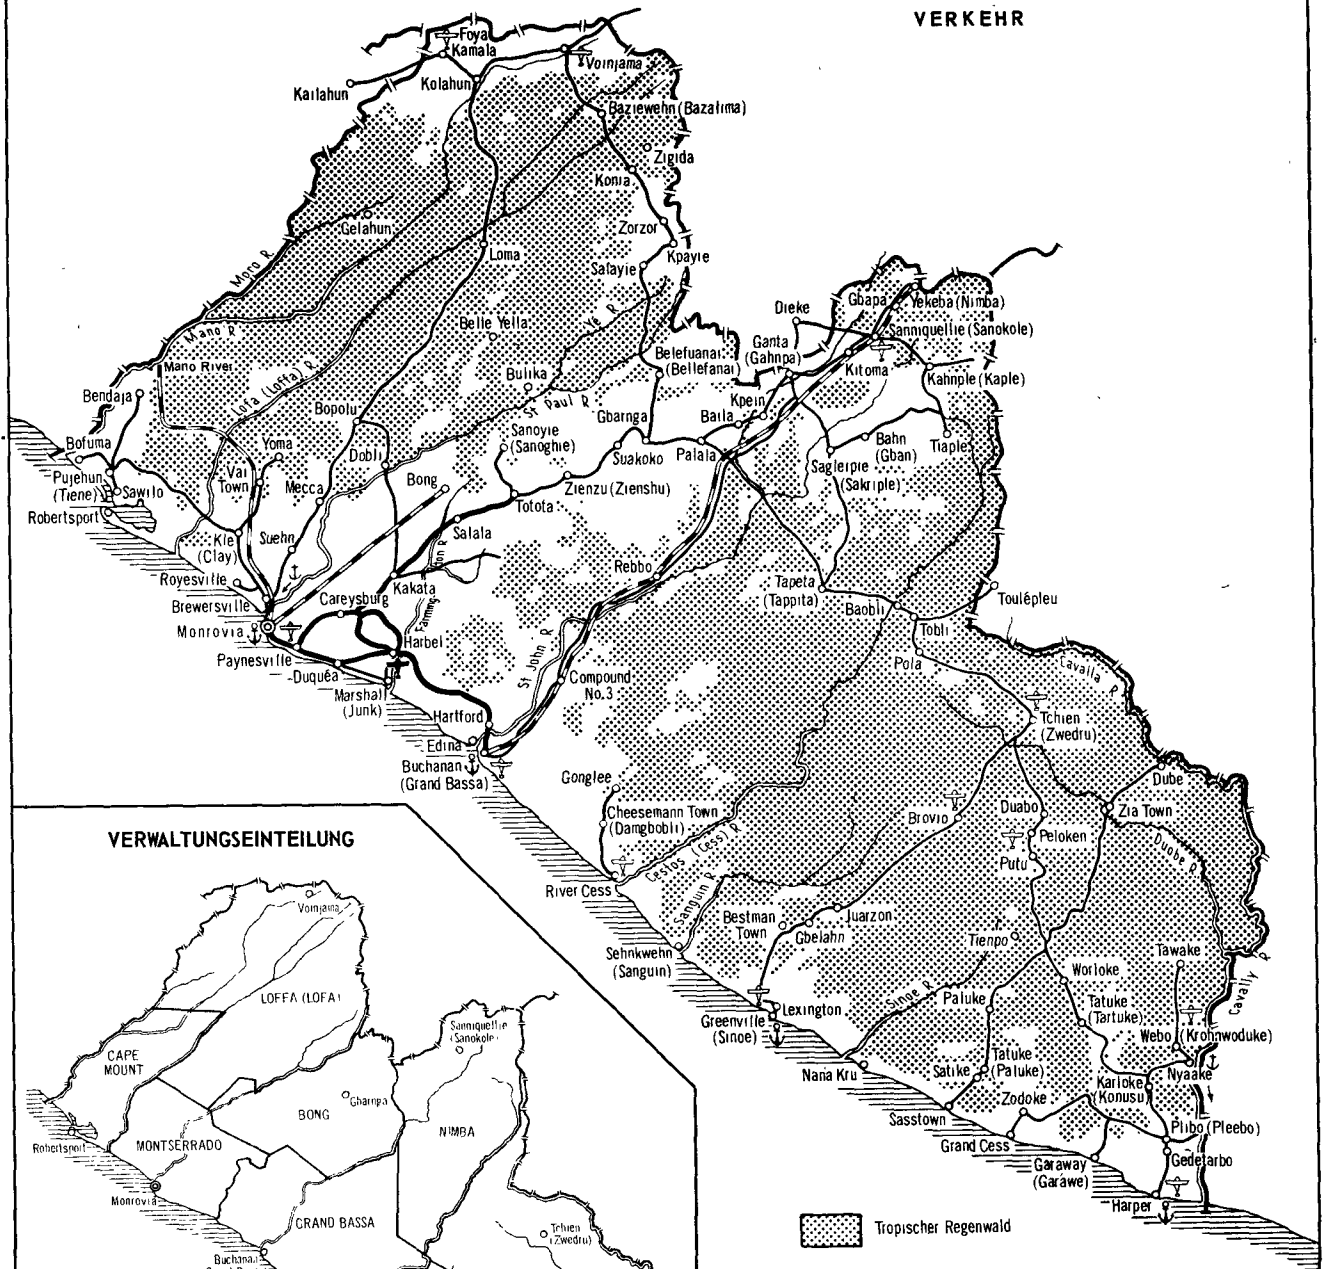 VERKEHR
Foya
Kamala
Voinjama
Kailahun
Kolahun
Baziewehn (Bazalima)
Zigida
Konia
Gelahun
Zorzor
Kpayie
Loma
Salayie
Moro R
Mano R
Mano River
Lofa (Loffa) R
Belle Yella
Vé R
Bulika
St Paul R
Dieke
Gbapa
Yekeba (Nimba)
Sanniquellie (Sanokole)
Ganta
(Gahnpa)
Kitoma
Kahnple (Kaple)
Belefuanai
(Bellefanai)
Bendaja
Bopolu
Gbarnga
Baila
Kpein
Bofuma
Yoma
Dobli
Sanoyie
(Sanoghie)
Suakoko
Palala
Bahn
(Gban)
Tiaple
Sagleipie
(Sakriple)
Pujehun
(Tiene)
Sawilo
Vai
Town
Mecca
Bong
Zienzu (Zienshu)
Totota
Robertsport
Kle
(Clay)
Suehn
Salala
Royesville
Rebbo
Tapeta
(Tappita)
Kakata
Brewersville
Careysburg
Baobli
Toulépleu
Monrovia
Harbel
Tobli
Paynesville
Duquéa
Pola
Cavalla R
Marshall
(Junk)
St John R
Compound
No.3
Hartford
Tchien
(Zwedru)
Edina
Buchanan
(Grand Bassa)
Gonglee
Dube
Cheesemann Town
(Damgbobli)
Brovio
Duabo
Zia Town
Peloken
Putu
Duobe R
Cestos (Cess) R
River Cess
Sanguin R
Bestman
Town
Juarzon
Gbelahn
Tienpo
Tawake
Sehnkwehn
(Sanguin)
Worloke
Cavally R
Sinoe R
Paluke
Tatuke
(Tartuke)
Lexington
Greenville
(Sinoe)
Webo (Krohnwoduke)
Nana Kru
Tatuke
(Paluke)
Satike
Karloke
(Konusu)
Nyaake
Sasstown
Zodoke
Grand Cess
Plibo (Pleebo)
Garaway
(Garáwe)
Gedetarbo
Harper
Tropischer Regenwald
VERWALTUNGSEINTEILUNG
Voinjama
LOFFA (LOFA)
Sanniquellie
(Sanokole)
CAPE
MOUNT
BONG
Gbarnga
NIMBA
Robertsport
MONTSERRADO
Monrovia
GRAND BASSA
Tchien
(Zwedru)
Buchanan